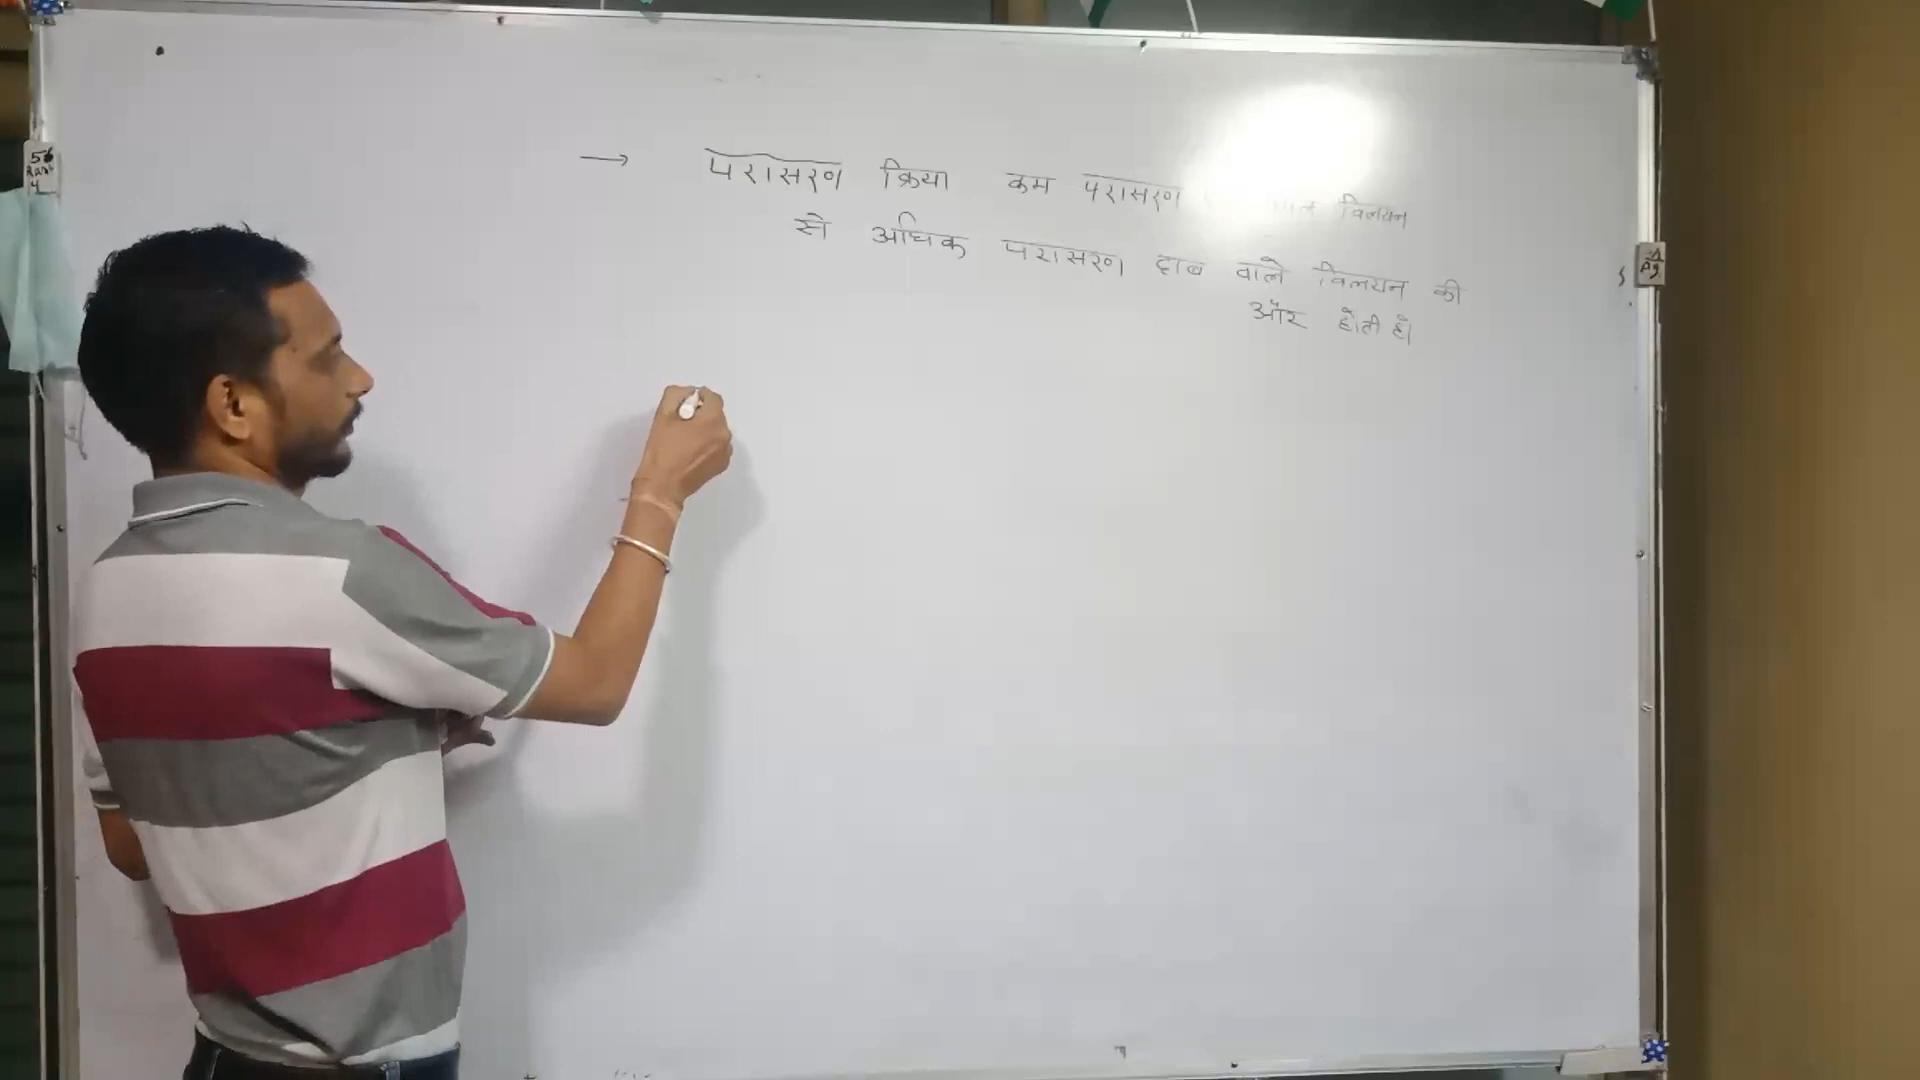 → परासरण क्रिया कम परासरण विलयन
से अधिक परासरण दाब वाले विलयन की
ओर होती है।